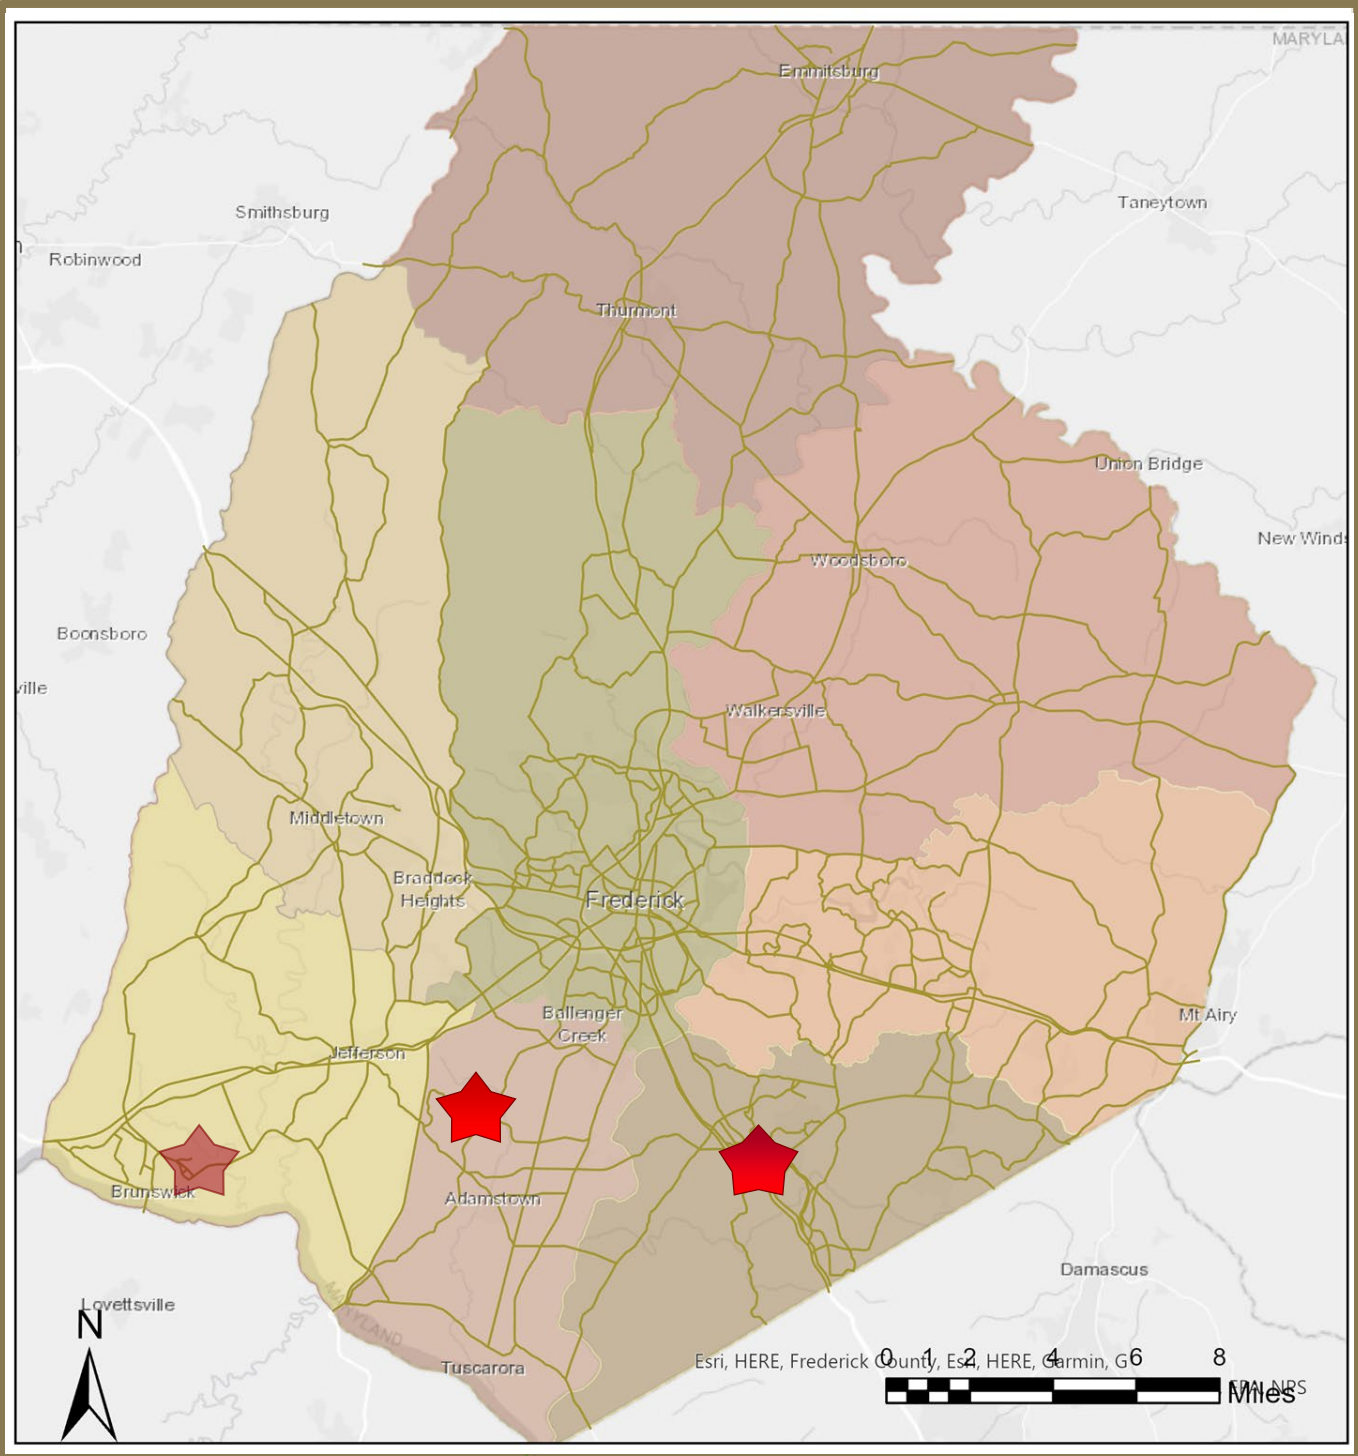 MARYLA
Emmitsburg
Taneytown
Smithsburg
Robinwood
Thurmont
Union Bridge
New Winds
Woodsboro
Boonsboro
ville
Walkersville
Middletown
Braddock
Heights
Frederick
Ballenger
Creek
Mt Airy
Jefferson
Brunswick
Adamstown
Damascus
Lovettsville
MARYLAND
N
Tuscarora
Esri, HERE, Frederick County, Esri, HERE, Garmin, G
EPA, NPS
0 1 2 4 6 8
Miles